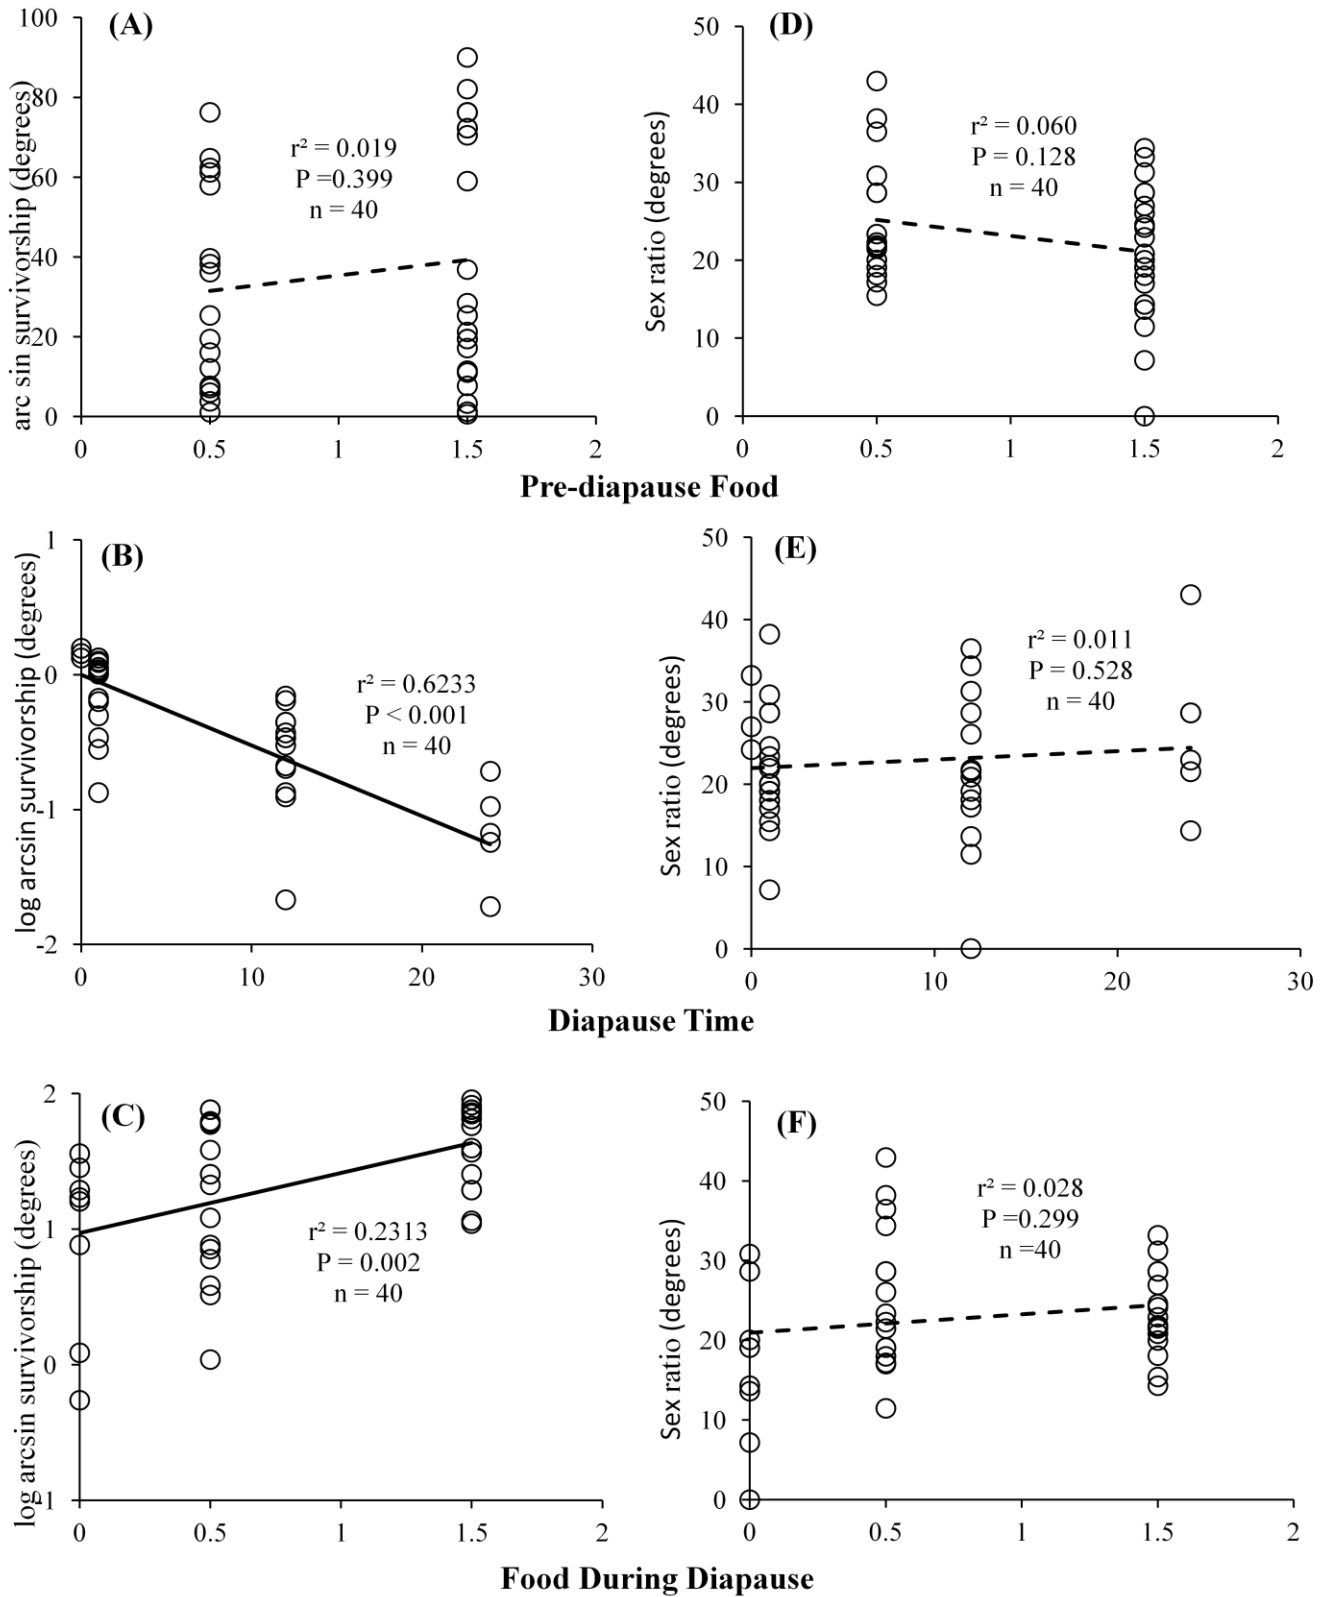 (A)
100
80
60
40
20
0
arc sin survivorship (degrees)
r² = 0.019
P =0.399
n = 40
0 0.5 1 1.5 2
(D)
50
40
30
20
10
0
Sex ratio (degrees)
r² = 0.060
P = 0.128
n = 40
0 0.5 1 1.5 2
Pre-diapause Food
(B)
1
0
-1
-2
log arcsin survivorship (degrees)
r² = 0.6233
P < 0.001
n = 40
0 10 20 30
(E)
50
40
30
20
10
0
Sex ratio (degrees)
r² = 0.011
P = 0.528
n = 40
0 10 20 30
Diapause Time
(C)
2
1
0
-1
log arcsin survivorship (degrees)
r² = 0.2313
P = 0.002
n = 40
0 0.5 1 1.5 2
(F)
50
40
30
20
10
0
Sex ratio (degrees)
r² = 0.028
P =0.299
n =40
0 0.5 1 1.5 2
Food During Diapause